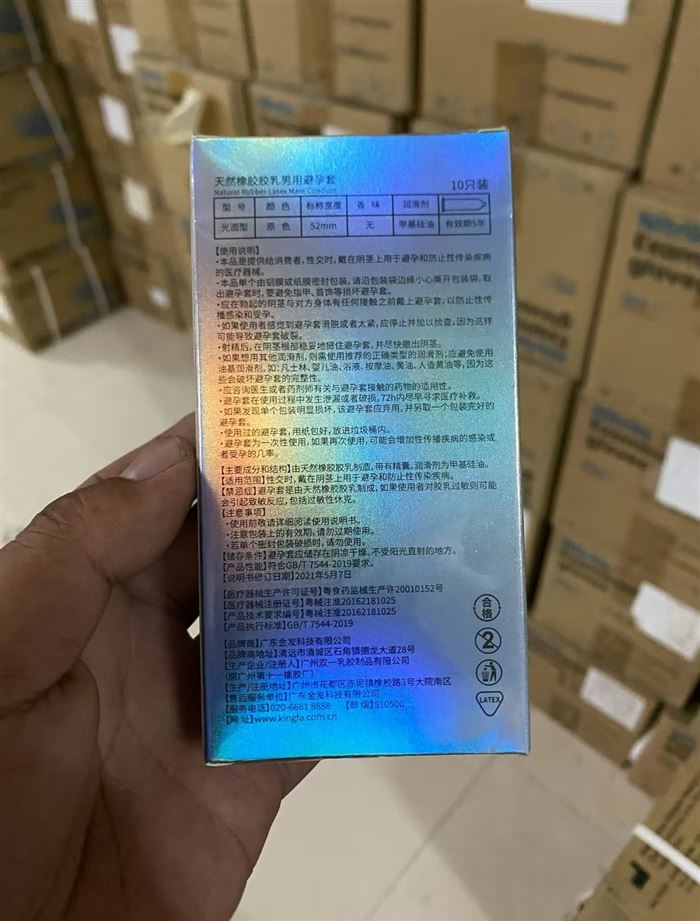 天然橡胶胶乳男用避孕套 10只装
Natural Rubber Latex Male Condom
型 号 颜 色 标称宽度 香 味 润滑剂
光面型 原 色 52mm 无 甲基硅油 有效期5年
【使用说明】
·本品是提供给消费者,性交时,戴在阴茎上用于避孕和防止性传染疾病
的医疗器械。
·本品单个由铝膜或纸膜密封包装,请沿包装袋边缘小心撕开包装袋,取
出避孕套时,要避免指甲、首饰等损坏避孕套。
·应在勃起的阴茎与对方身体有任何接触之前戴上避孕套,以防止性传
播感染和受孕。
·如果使用者感觉到避孕套滑脱或者太紧,应停止并加以检查,因为这样
可能导致避孕套破裂。
·射精后,在阴茎根部稳妥地摁住避孕套,并尽快撤出阴茎。
·如果想用其他润滑剂,则需使用推荐的正确类型的润滑剂;应避免使用
油基润滑剂,如:凡士林、婴儿油、浴液、按摩油、黄油、人造黄油等,因为这
些会破坏避孕套的完整性。
·应咨询医生或者药剂师有关与避孕套接触的药物的适用性。
·避孕套在使用过程中发生泄漏或者破损,72h内尽早寻求医疗补救。
·如果发现单个包装明显损坏,该避孕套应弃用,并另取一个包装完好的
避孕套。
·使用过的避孕套,用纸包好,放进垃圾桶内。
·避孕套为一次性使用,如果再次使用,可能会增加性传播疾病的感染或
者受孕的几率。
【主要成分和结构】由天然橡胶胶乳制造,带有精囊。润滑剂为甲基硅油。
【适用范围】性交时,戴在阴茎上用于避孕和防止性传染疾病。
【禁忌症】避孕套是由天然橡胶胶乳制成,如果使用者对胶乳过敏则可能
会引起致敏反应,包括过敏性休克。
【注意事项】
·使用前敬请详细阅读使用说明书。
·注意包装上的有效期,请勿过期使用。
·若单个密封包装破损时,请勿使用。
【储存条件】避孕套应储存在阴凉干燥、不受阳光直射的地方。
【产品性能】符合GB/T 7544-2019要求。
【说明书修订日期】2021年5月7日
【医疗器械生产许可证号】粤食药监械生产许20010152号
【医疗器械注册证号】粤械注准20162181025
【产品技术要求编号】粤械注准20162181025
【产品执行标准】GB/T 7544-2019
【品牌商】广东金发科技有限公司
【品牌商地址】清远市清城区石角镇德龙大道28号
【生产企业/注册人】广州双一乳胶制品有限公司
(原广州第十一橡胶厂)
【生产/注册地址】广州市花都区赤坭镇橡胶路3号大院南区
【售后服务单位】广东金发科技有限公司
【服务电话】020-6681 8888 【邮 编】510500
【网 址】www.kingfa.com.cn
合格
2
LATEX